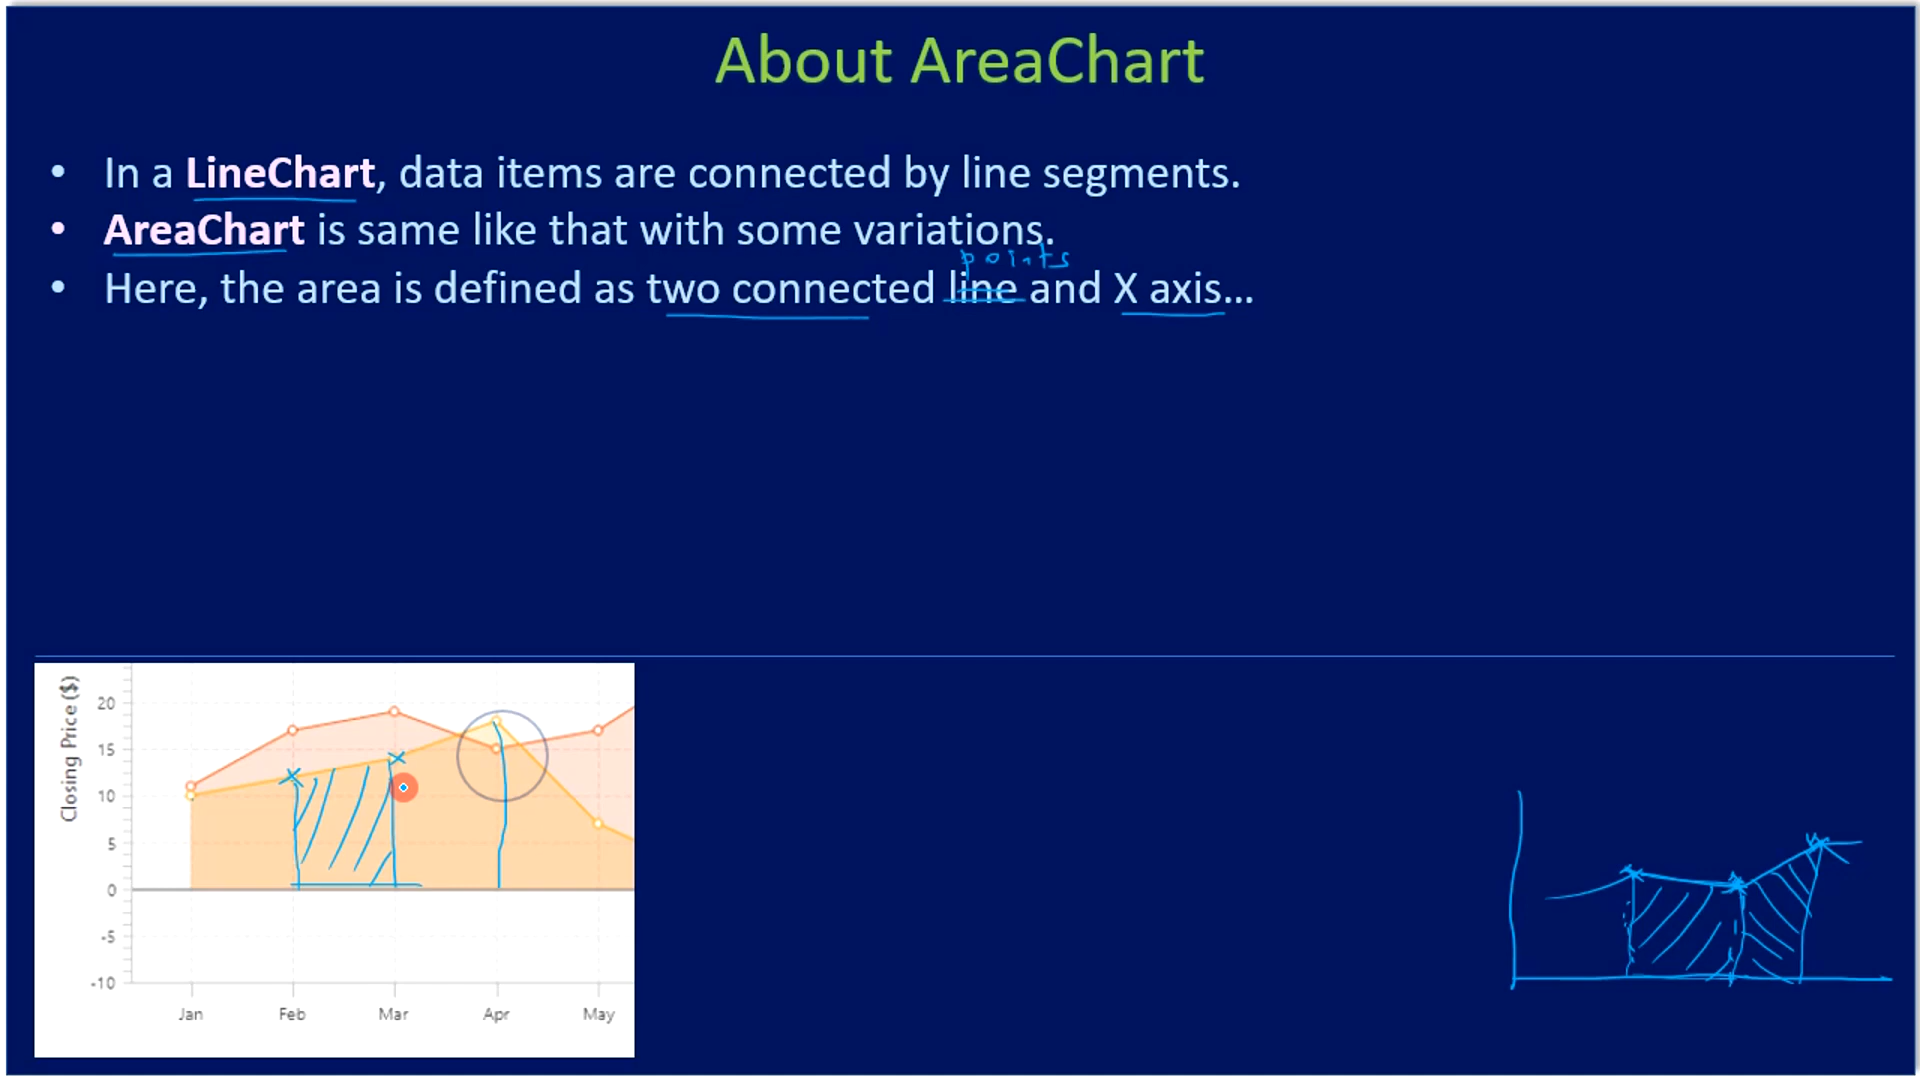 About AreaChart
• In a LineChart, data items are connected by line segments.
• AreaChart is same like that with some variations.
points
• Here, the area is defined as two connected line and X axis...
Closing Price ($)
20
15
10
5
0
-5
-10
Jan Feb Mar Apr May